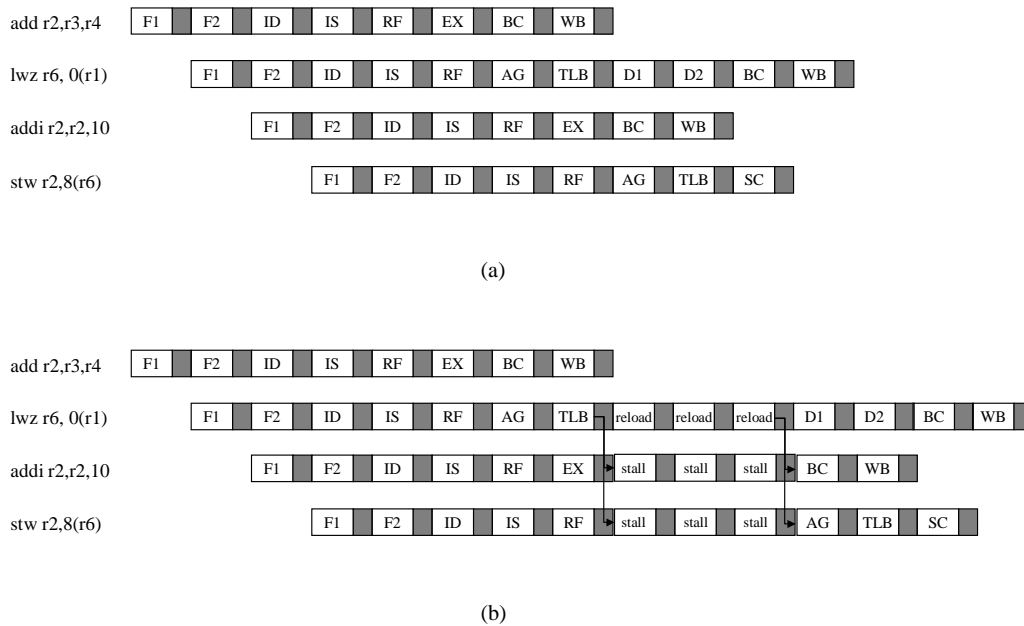 add r2,r3,r4 F1 F2 ID IS RF EX BC WB
lwz r6, 0(r1) F1 F2 ID IS RF AG TLB D1 D2 BC WB
addi r2,r2,10 F1 F2 ID IS RF EX BC WB
stw r2,8(r6) F1 F2 ID IS RF AG TLB SC
(a)
add r2,r3,r4 F1 F2 ID IS RF EX BC WB
lwz r6, 0(r1) F1 F2 ID IS RF AG TLB reload reload reload D1 D2 BC WB
addi r2,r2,10 F1 F2 ID IS RF EX stall stall stall BC WB
stw r2,8(r6) F1 F2 ID IS RF stall stall stall AG TLB SC
(b)